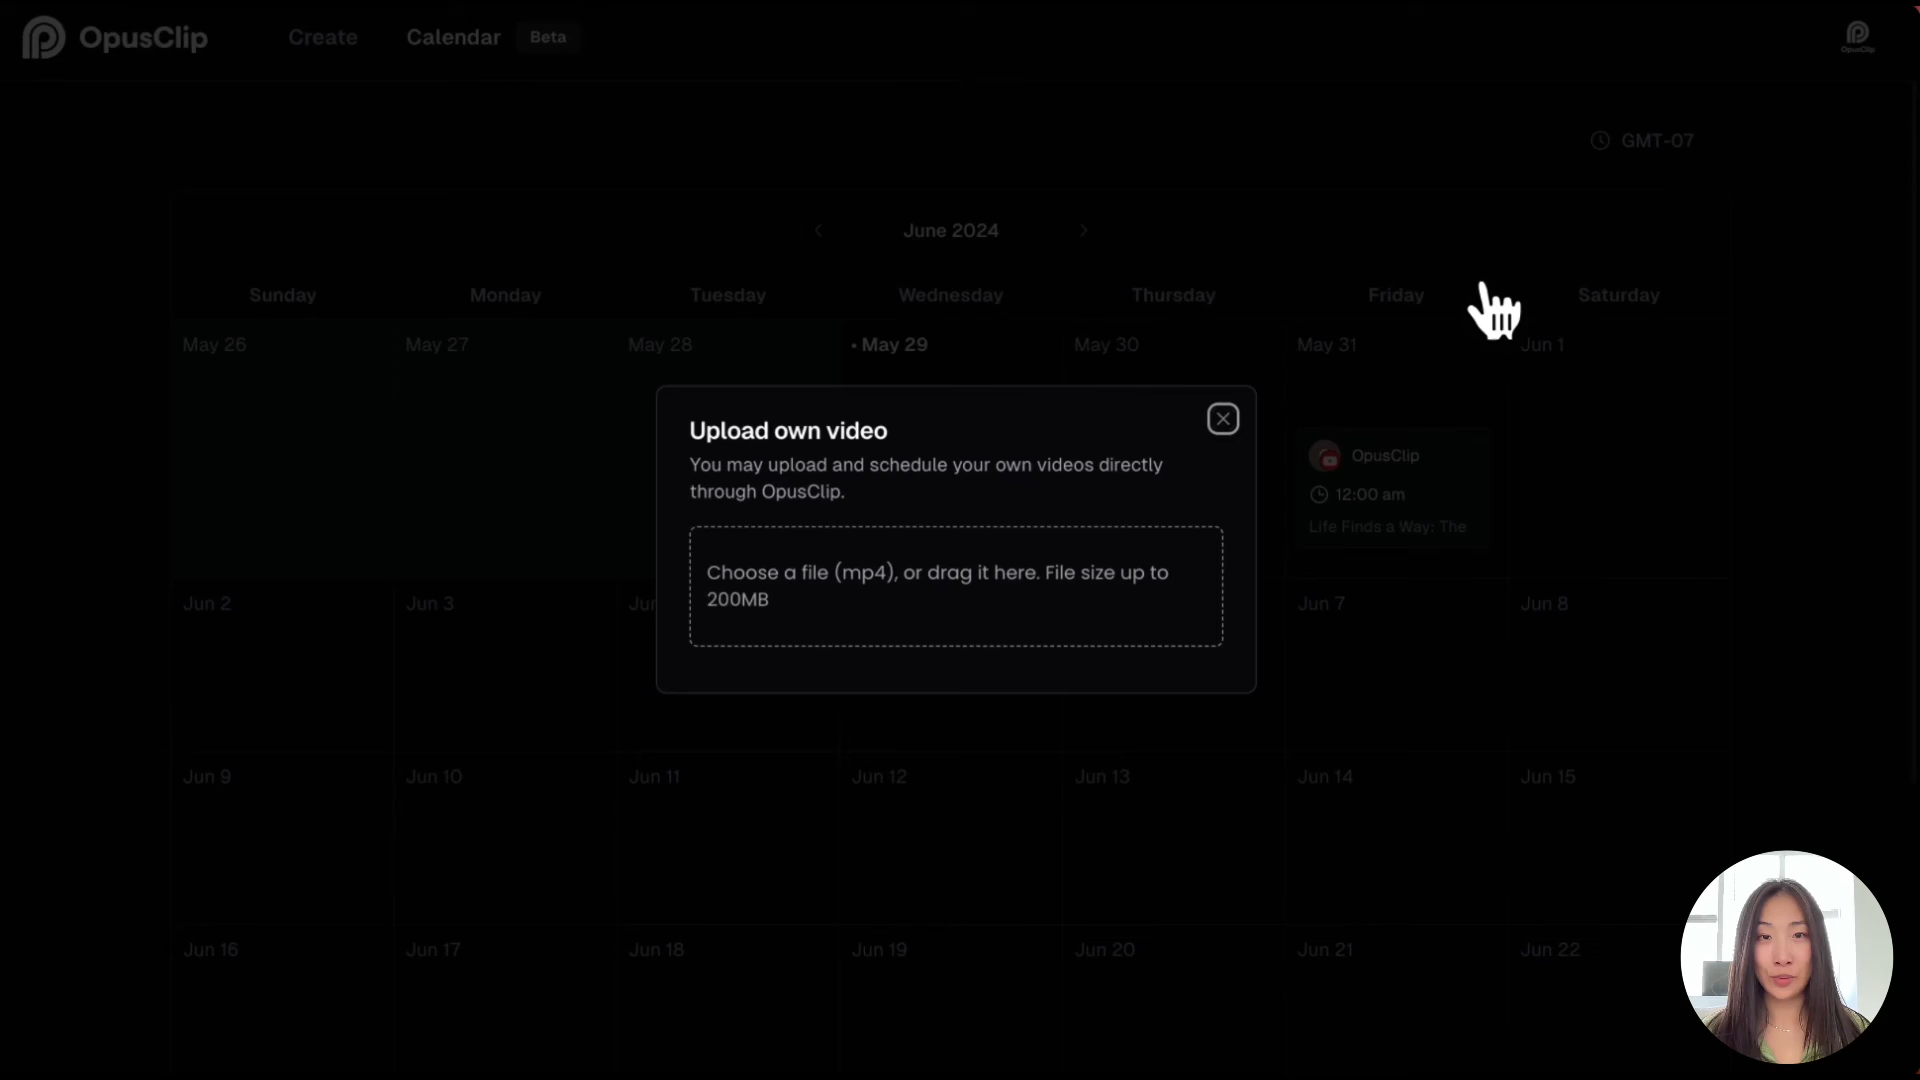 OpusClip
Create
Calendar
Beta
OpusClip
GMT-07
June 2024
Sunday
Monday
Tuesday
Wednesday
Thursday
Friday
Saturday
May 26
May 27
May 28
• May 29
May 30
May 31
Jun 1
Upload own video
You may upload and schedule your own videos directly
through OpusClip.
Choose a file (mp4), or drag it here. File size up to
200MB
OpusClip
12:00 am
Life Finds a Way: The
Jun 2
Jun 3
Jun 7
Jun 8
Jun 9
Jun 10
Jun 11
Jun 12
Jun 13
Jun 14
Jun 15
Jun 16
Jun 17
Jun 18
Jun 19
Jun 20
Jun 21
Jun 22